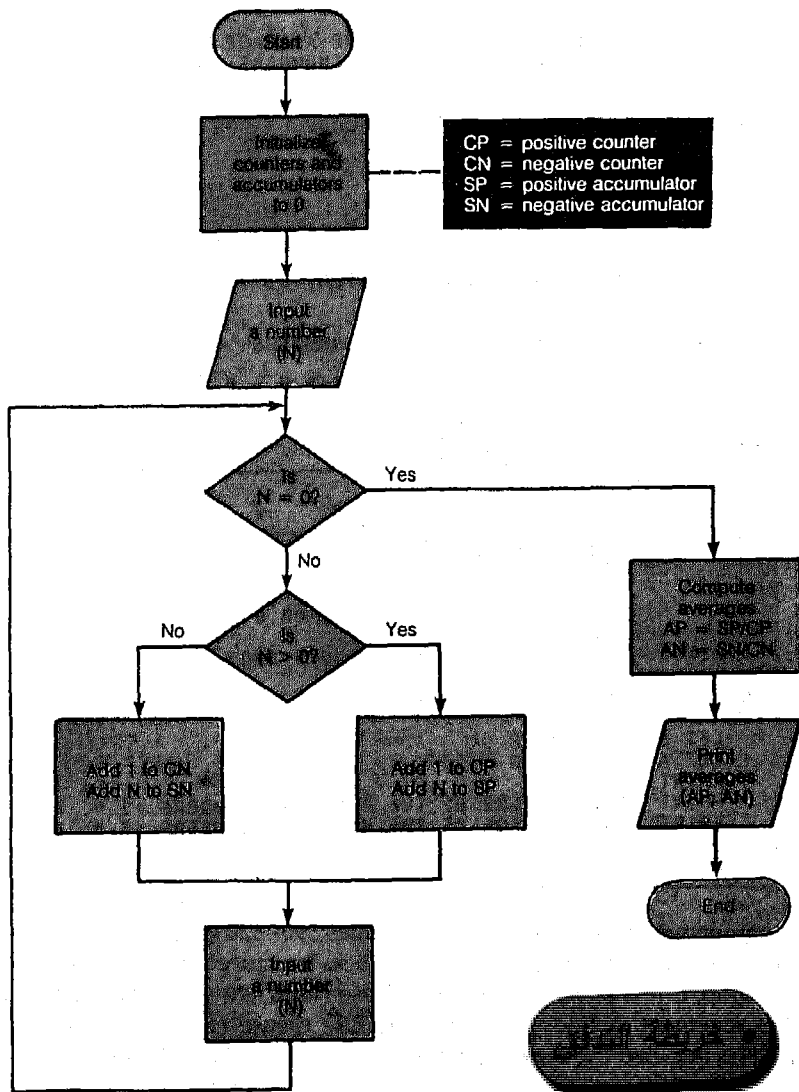 Start
Initialize
counters and
accumulators
to 0
CP = positive counter
CN = negative counter
SP = positive accumulator
SN = negative accumulator
Input
a number
(N)
Is
N = 0?
Yes
No
Is
N > 0?
No
Yes
Compute
averages
AP = SP/CP
AN = SN/CN
Add 1 to CN
Add N to SN
Add 1 to CP
Add N to SP
Print
averages
(AP, AN)
End
Input
a number
(N)
• خريطة التدفق